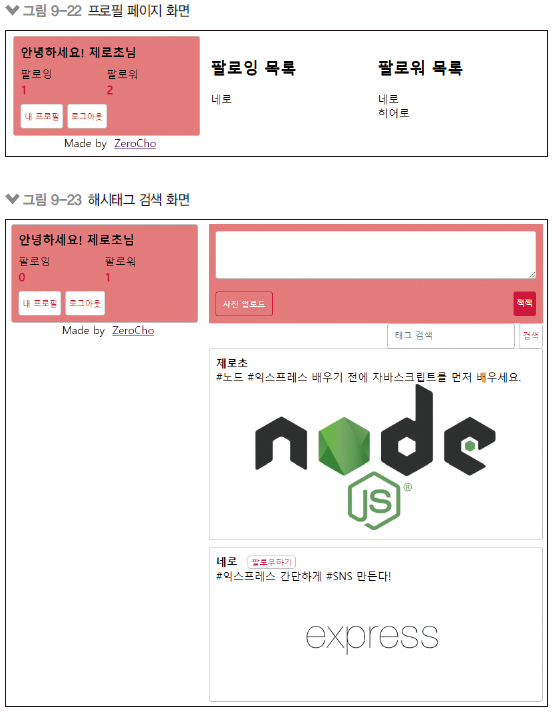 그림 9-22 프로필 페이지 화면
안녕하세요! 제로초님
팔로잉 팔로워
1 2
내 프로필 로그아웃
Made by ZeroCho
팔로잉 목록 팔로워 목록
네로 네로
히어로
그림 9-23 해시태그 검색 화면
안녕하세요! 제로초님
팔로잉 팔로워
0 1
내 프로필 로그아웃
Made by ZeroCho
사진 업로드 짹짹
태그 검색 검색
제로초
#노드 #익스프레스 배우기 전에 자바스크립트를 먼저 배우세요.
node
JS®
네로 팔로우하기
#익스프레스 간단하게 #SNS 만든다!
express